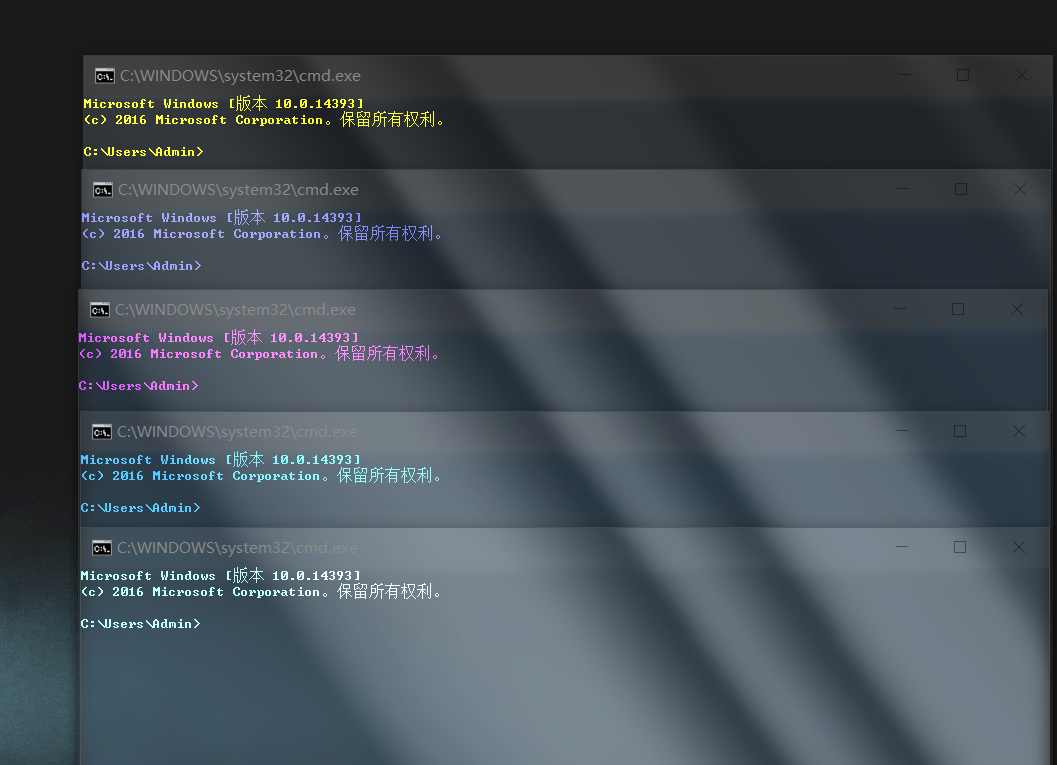 C:\WINDOWS\system32\cmd.exe
Microsoft Windows [版本 10.0.14393]
(c) 2016 Microsoft Corporation。保留所有权利。
C:\Users\Admin>
C:\WINDOWS\system32\cmd.exe
Microsoft Windows [版本 10.0.14393]
(c) 2016 Microsoft Corporation。保留所有权利。
C:\Users\Admin>
C:\WINDOWS\system32\cmd.exe
Microsoft Windows [版本 10.0.14393]
(c) 2016 Microsoft Corporation。保留所有权利。
C:\Users\Admin>
C:\WINDOWS\system32\cmd.exe
Microsoft Windows [版本 10.0.14393]
(c) 2016 Microsoft Corporation。保留所有权利。
C:\Users\Admin>
C:\WINDOWS\system32\cmd.exe
Microsoft Windows [版本 10.0.14393]
(c) 2016 Microsoft Corporation。保留所有权利。
C:\Users\Admin>